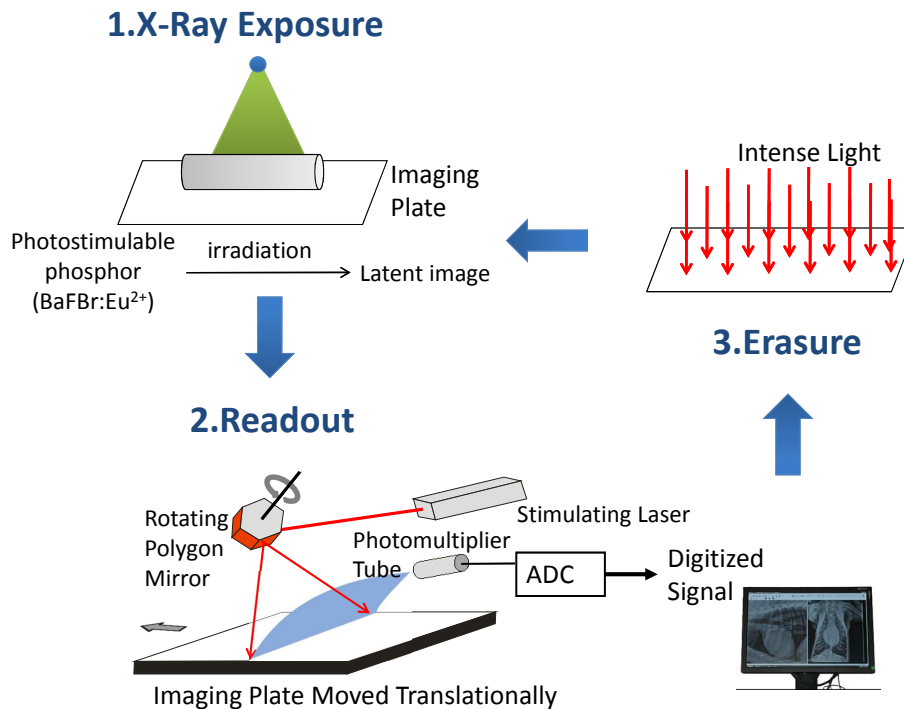 1.X-Ray Exposure
Imaging
Plate
Photostimulable
phosphor
(BaFBr:Eu²⁺)
irradiation
Latent image
Intense Light
3.Erasure
2.Readout
Rotating
Polygon
Mirror
Stimulating Laser
Photomultiplier
Tube
ADC
Digitized
Signal
Imaging Plate Moved Translationally